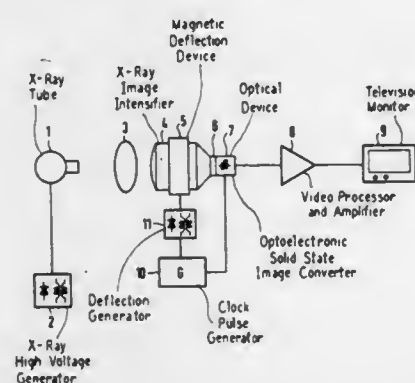 Magnetic
Deflection
Device
X-Ray
Image
Intensifier
X-Ray
Tube
Optical
Device
Television
Monitor
1
3
4
5
6
7
8
9
Video Processor
and Amplifier
11
Optoelectronic
Solid State
Image Converter
10
G
Deflection
Generator
Clock
Pulse
Generator
2
X-Ray
High Voltage
Generator